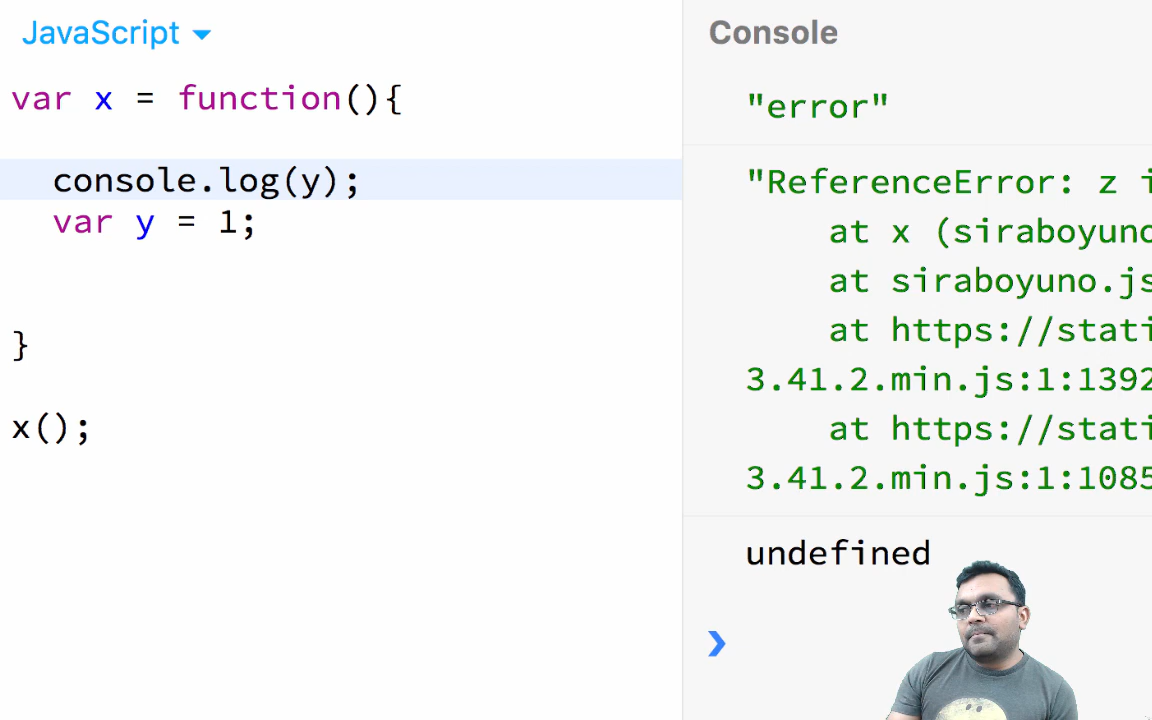 JavaScript
var x = function(){
console.log(y);
var y = 1;
}
x();
Console
"error"
"ReferenceError: z
at x (siraboyuno
at siraboyuno.js
at https://stati
3.41.2.min.js:1:1392
at https://stati
3.41.2.min.js:1:1085
undefined